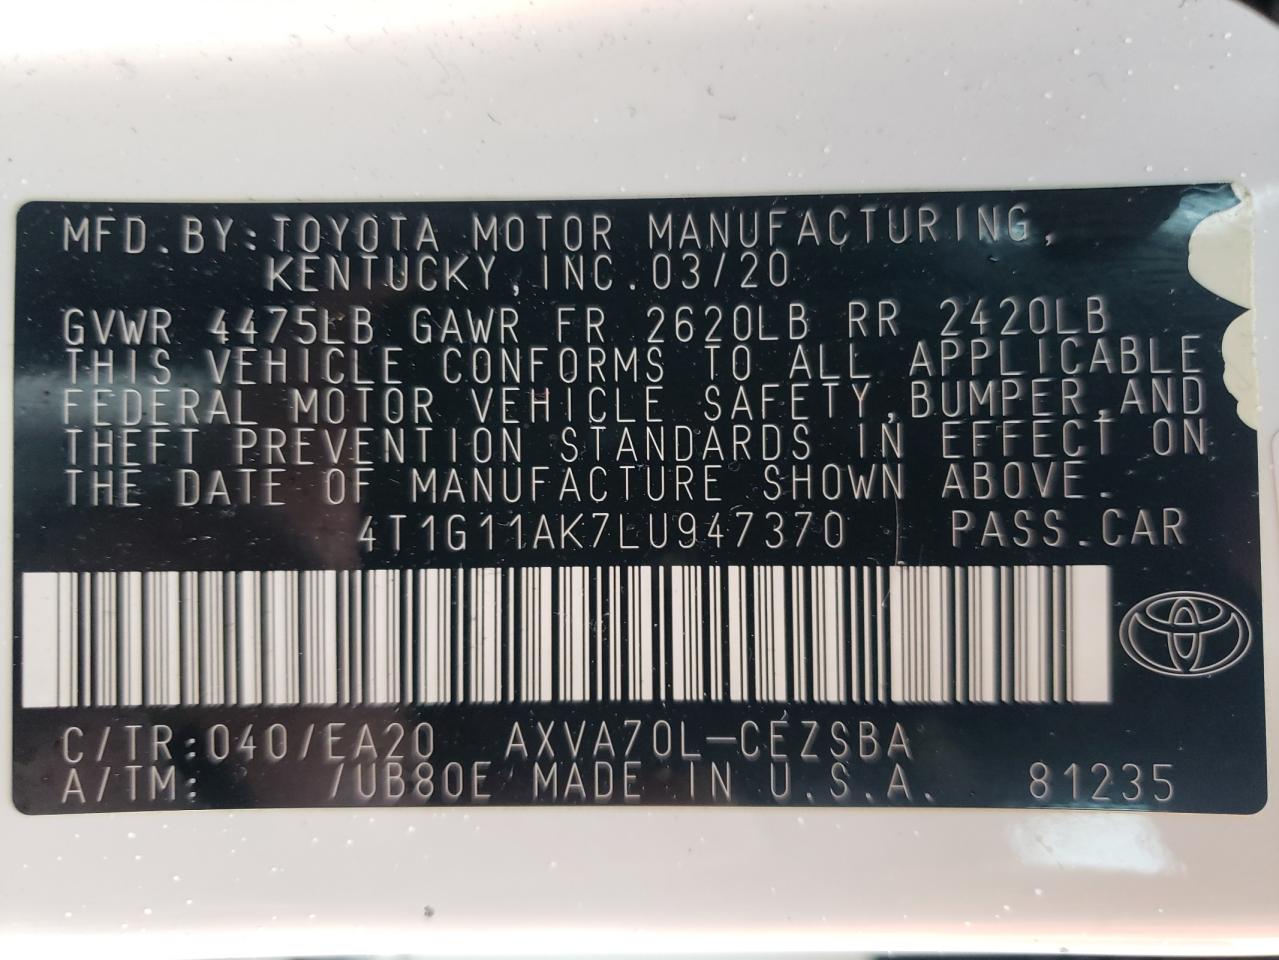 MFD.BY:TOYOTA MOTOR MANUFACTURING,
KENTUCKY,INC.03/20
GVWR 4475LB GAWR FR 2620LB RR 2420LB
THIS VEHICLE CONFORMS TO ALL APPLICABLE
FEDERAL MOTOR VEHICLE SAFETY,BUMPER,AND
THEFT PREVENTION STANDARDS IN EFFECT ON
THE DATE OF MANUFACTURE SHOWN ABOVE.
4T1G11AK7LU947370 PASS.CAR
C/TR:040/EA20 AXVA70L-CEZSBA
A/TM: /UB80E MADE IN U.S.A. 81235